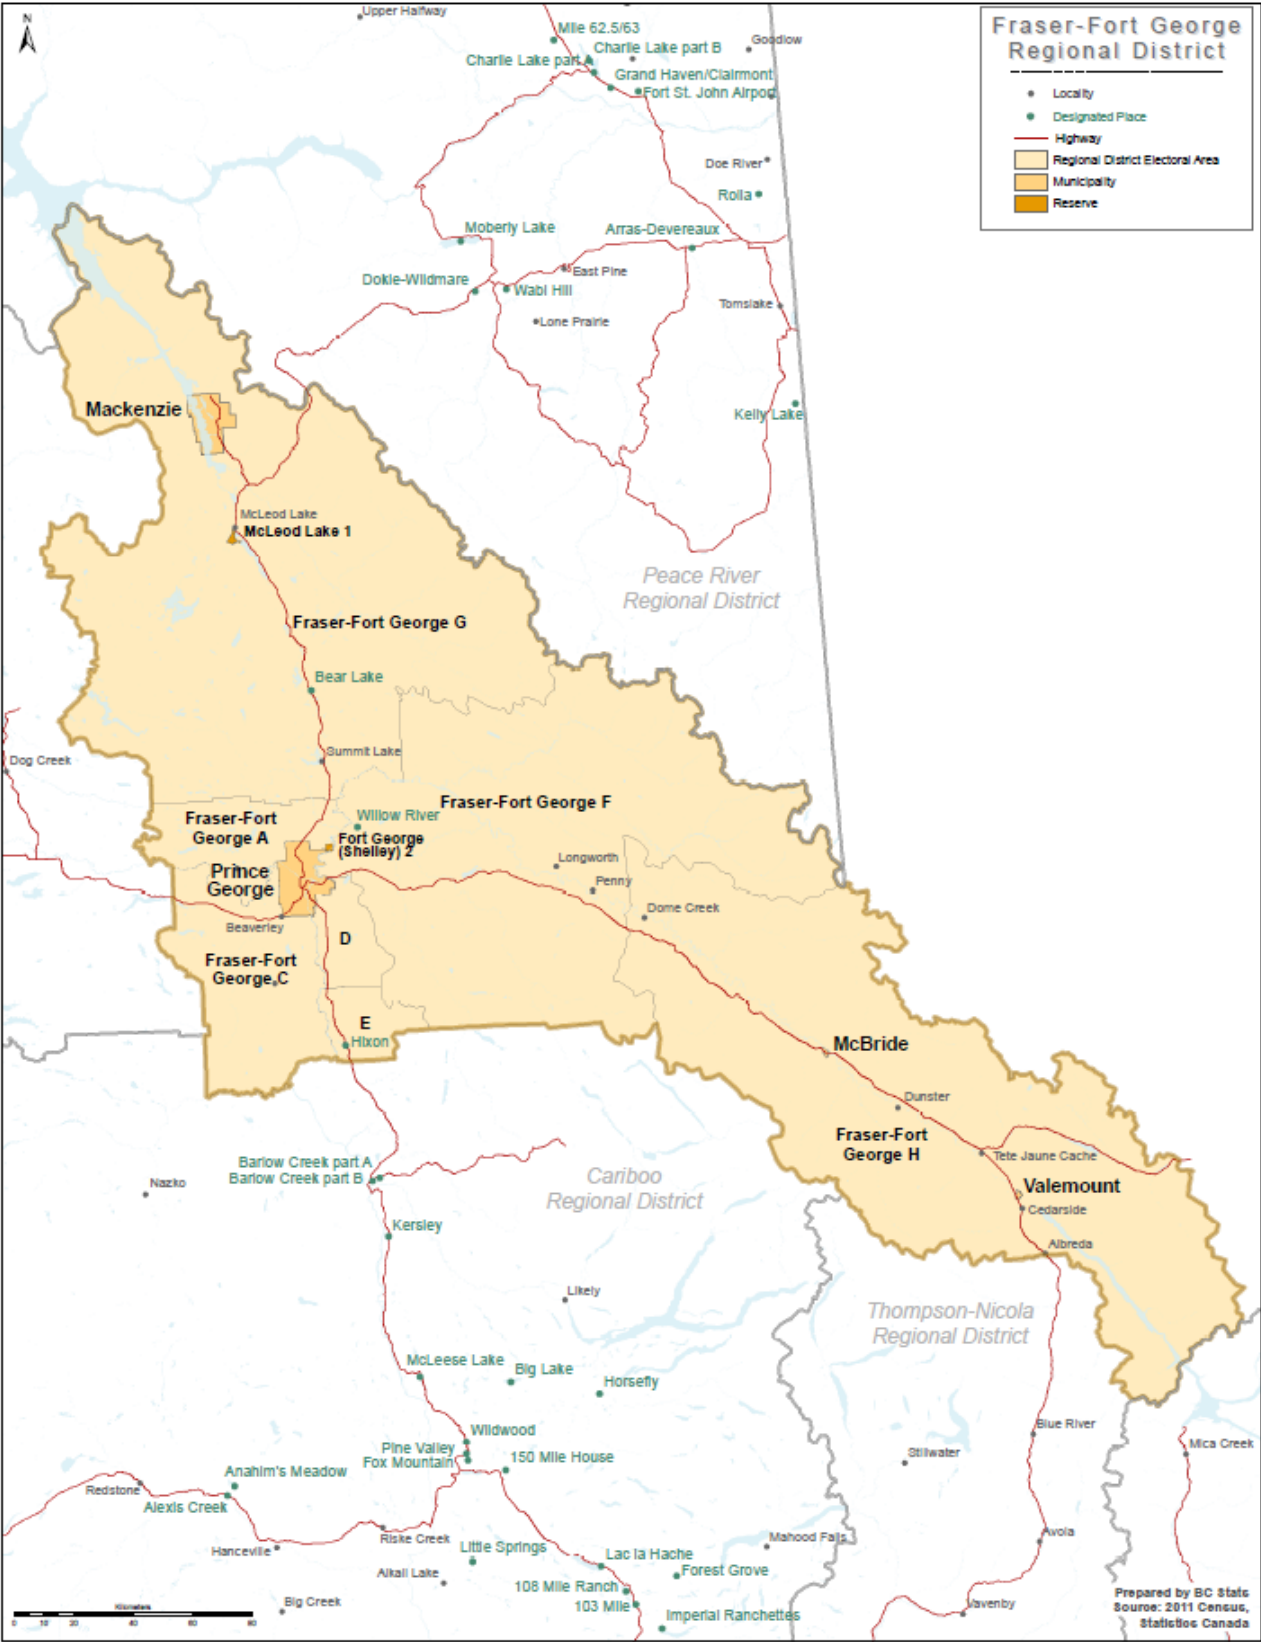 Fraser-Fort George
Regional District
Locality
Designated Place
Highway
Regional District Electoral Area
Municipality
Reserve
N
Upper Halfway
Mile 62.5/63
Charlie Lake part B
Goodlow
Charlie Lake part A
Grand Haven/Clairmont
Fort St. John Airport
Doe River
Rolla
Moberly Lake
Arras-Devereaux
East Pine
Dokie-Wildmare
Wabi Hill
Tomslake
Lone Prairie
Mackenzie
Kelly Lake
McLeod Lake
McLeod Lake 1
Peace River
Regional District
Fraser-Fort George G
Bear Lake
Summit Lake
Dog Creek
Fraser-Fort George F
Willow River
Fraser-Fort
George A
Fort George
(Shelley) 2
Longworth
Prince
George
Penny
Dome Creek
Beaverley
D
Fraser-Fort
George C
E
Hixon
McBride
Dunster
Fraser-Fort
George H
Tete Jaune Cache
Barlow Creek part A
Barlow Creek part B
Cariboo
Regional District
Nazko
Valemount
Cedarside
Kersley
Albreda
Likely
Thompson-Nicola
Regional District
McLeese Lake
Big Lake
Horsefly
Wildwood
Pine Valley
Fox Mountain
150 Mile House
Blue River
Stillwater
Mica Creek
Anahim's Meadow
Redstone
Alexis Creek
Riske Creek
Hanceville
Little Springs
Lac la Hache
Mahood Falls
Avola
Alkali Lake
Forest Grove
108 Mile Ranch
103 Mile
Big Creek
Imperial Ranchettes
Vavenby
Kilometers
0 10 20 40 60 80
Prepared by BC Stats
Source: 2011 Census,
Statistics Canada